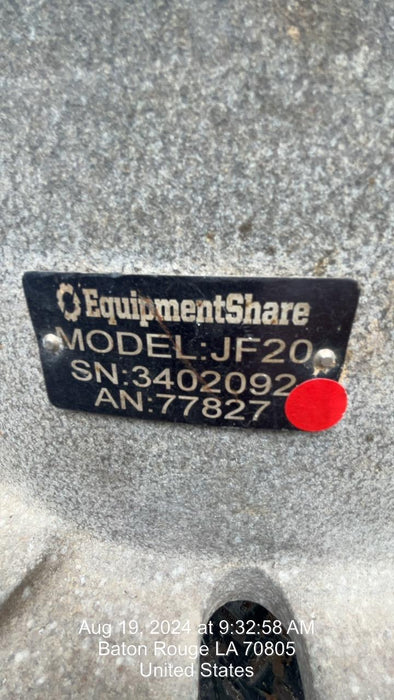 EquipmentShare
MODEL:JF20
SN:3402092
AN:77827
Aug 19, 2024 at 9:32:58 AM
Baton Rouge LA 70805
United States